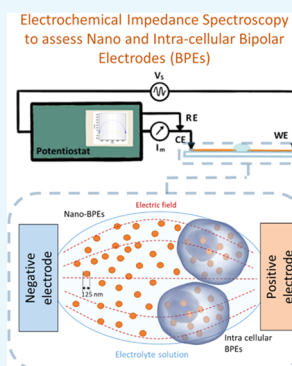 Electrochemical Impedance Spectroscopy
to assess Nano and Intra-cellular Bipolar
Electrodes (BPEs)
Vs
RE
CE
WE
Im
Potentiostat
Electric field
Nano-BPEs
Negative
electrode
125 nm
Positive
electrode
Intra cellular
BPEs
Electrolyte solution